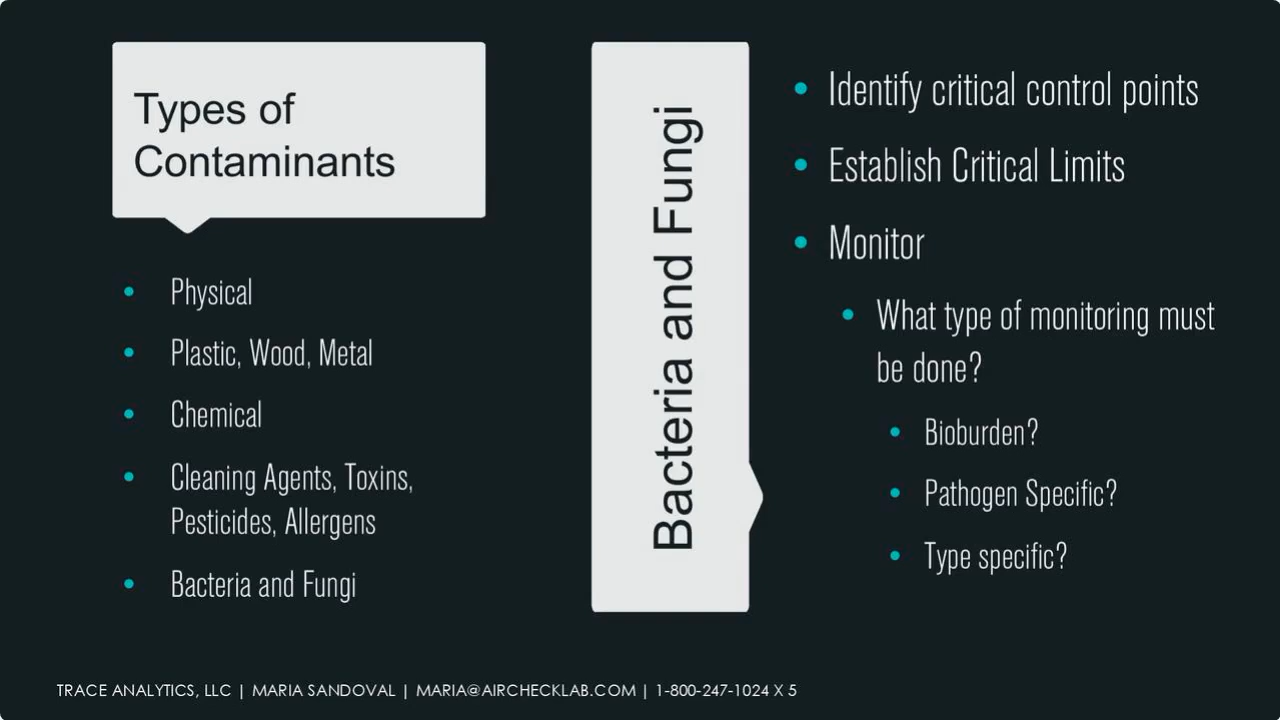 Types of
Contaminants
• Physical
• Plastic, Wood, Metal
• Chemical
• Cleaning Agents, Toxins,
Pesticides, Allergens
• Bacteria and Fungi
Bacteria and Fungi
• Identify critical control points
• Establish Critical Limits
• Monitor
• What type of monitoring must
be done?
• Bioburden?
• Pathogen Specific?
• Type specific?
TRACE ANALYTICS, LLC | MARIA SANDOVAL | MARIA@AIRCHECKLAB.COM | 1-800-247-1024 X 5